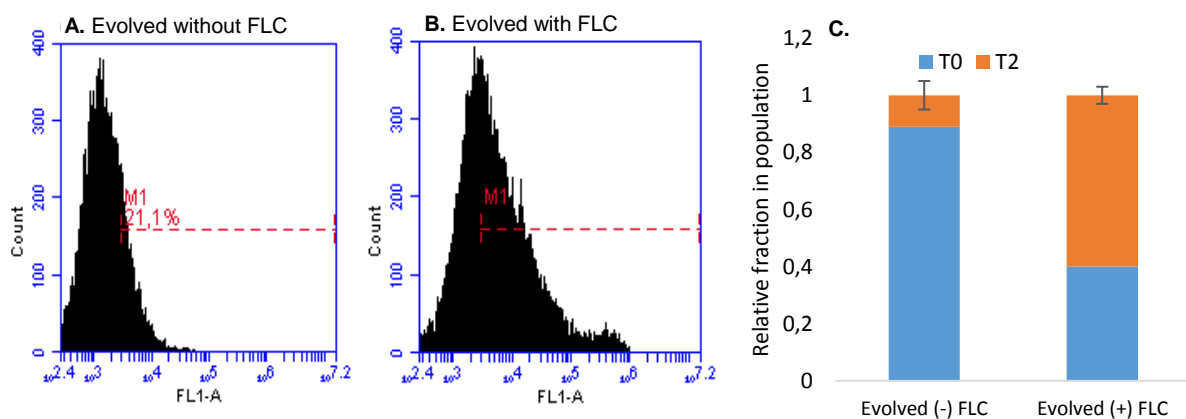 A. Evolved without FLC
400
300
200
100
0
Count
M1
21,1%
10^2.4 10^3 10^4 10^5 10^6 10^7.2
FL1-A
B. Evolved with FLC
400
300
200
100
0
Count
M1
10^2.4 10^3 10^4 10^5 10^6 10^7.2
FL1-A
C.
T0 T2
1,2
1
0,8
0,6
0,4
0,2
0
Relative fraction in population
Evolved (-) FLC Evolved (+) FLC